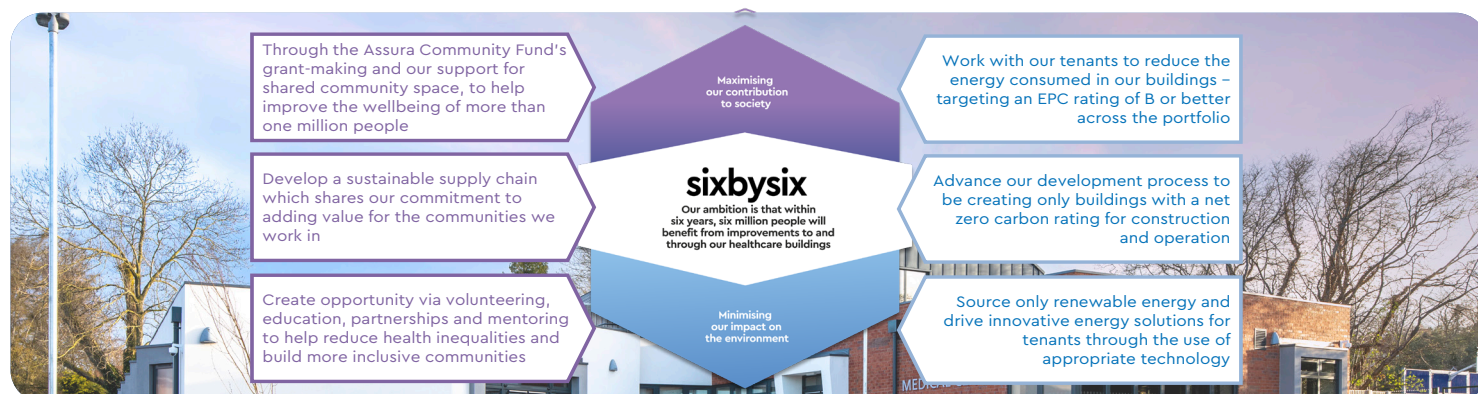 Through the Assura Community Fund's
grant-making and our support for
shared community space, to help
improve the wellbeing of more than
one million people
Develop a sustainable supply chain
which shares our commitment to
adding value for the communities we
work in
Create opportunity via volunteering,
education, partnerships and mentoring
to help reduce health inequalities and
build more inclusive communities
Maximising
our contribution
to society
sixbysix
Our ambition is that within
six years, six million people will
benefit from improvements to and
through our healthcare buildings
Minimising
our impact on
the environment
Work with our tenants to reduce the
energy consumed in our buildings –
targeting an EPC rating of B or better
across the portfolio
Advance our development process to
be creating only buildings with a net
zero carbon rating for construction
and operation
Source only renewable energy and
drive innovative energy solutions for
tenants through the use of
appropriate technology